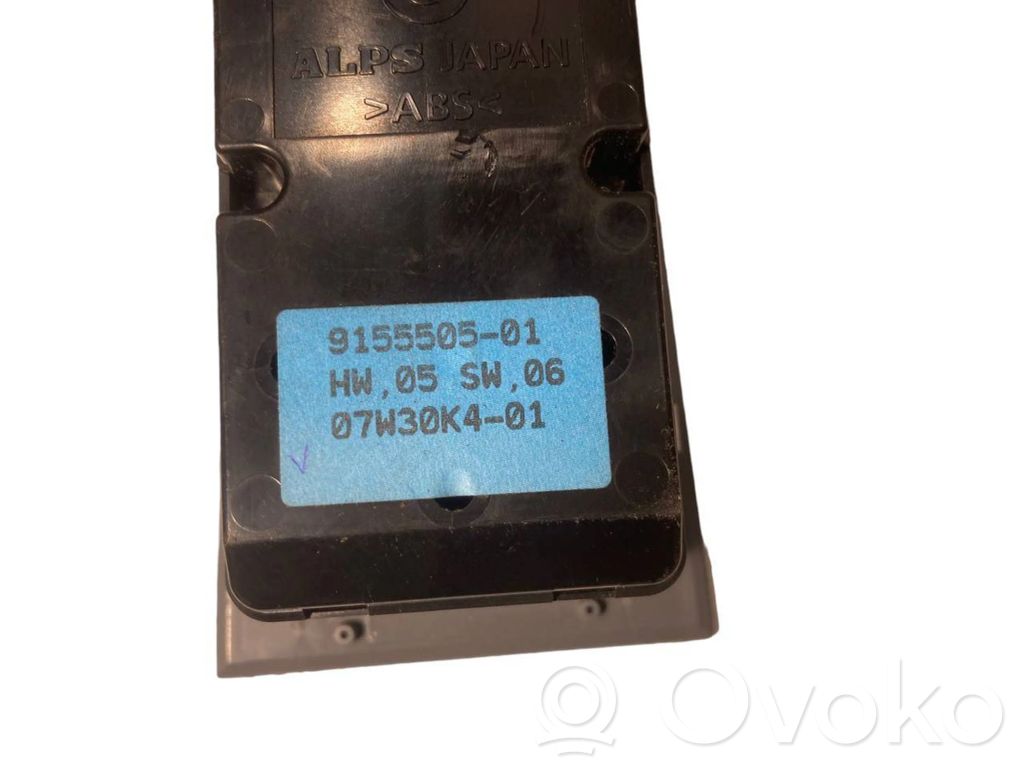 ALPS JAPAN
>ABS<
9155505-01
HW,05 SW,06
07W30K4-01
Ovoko